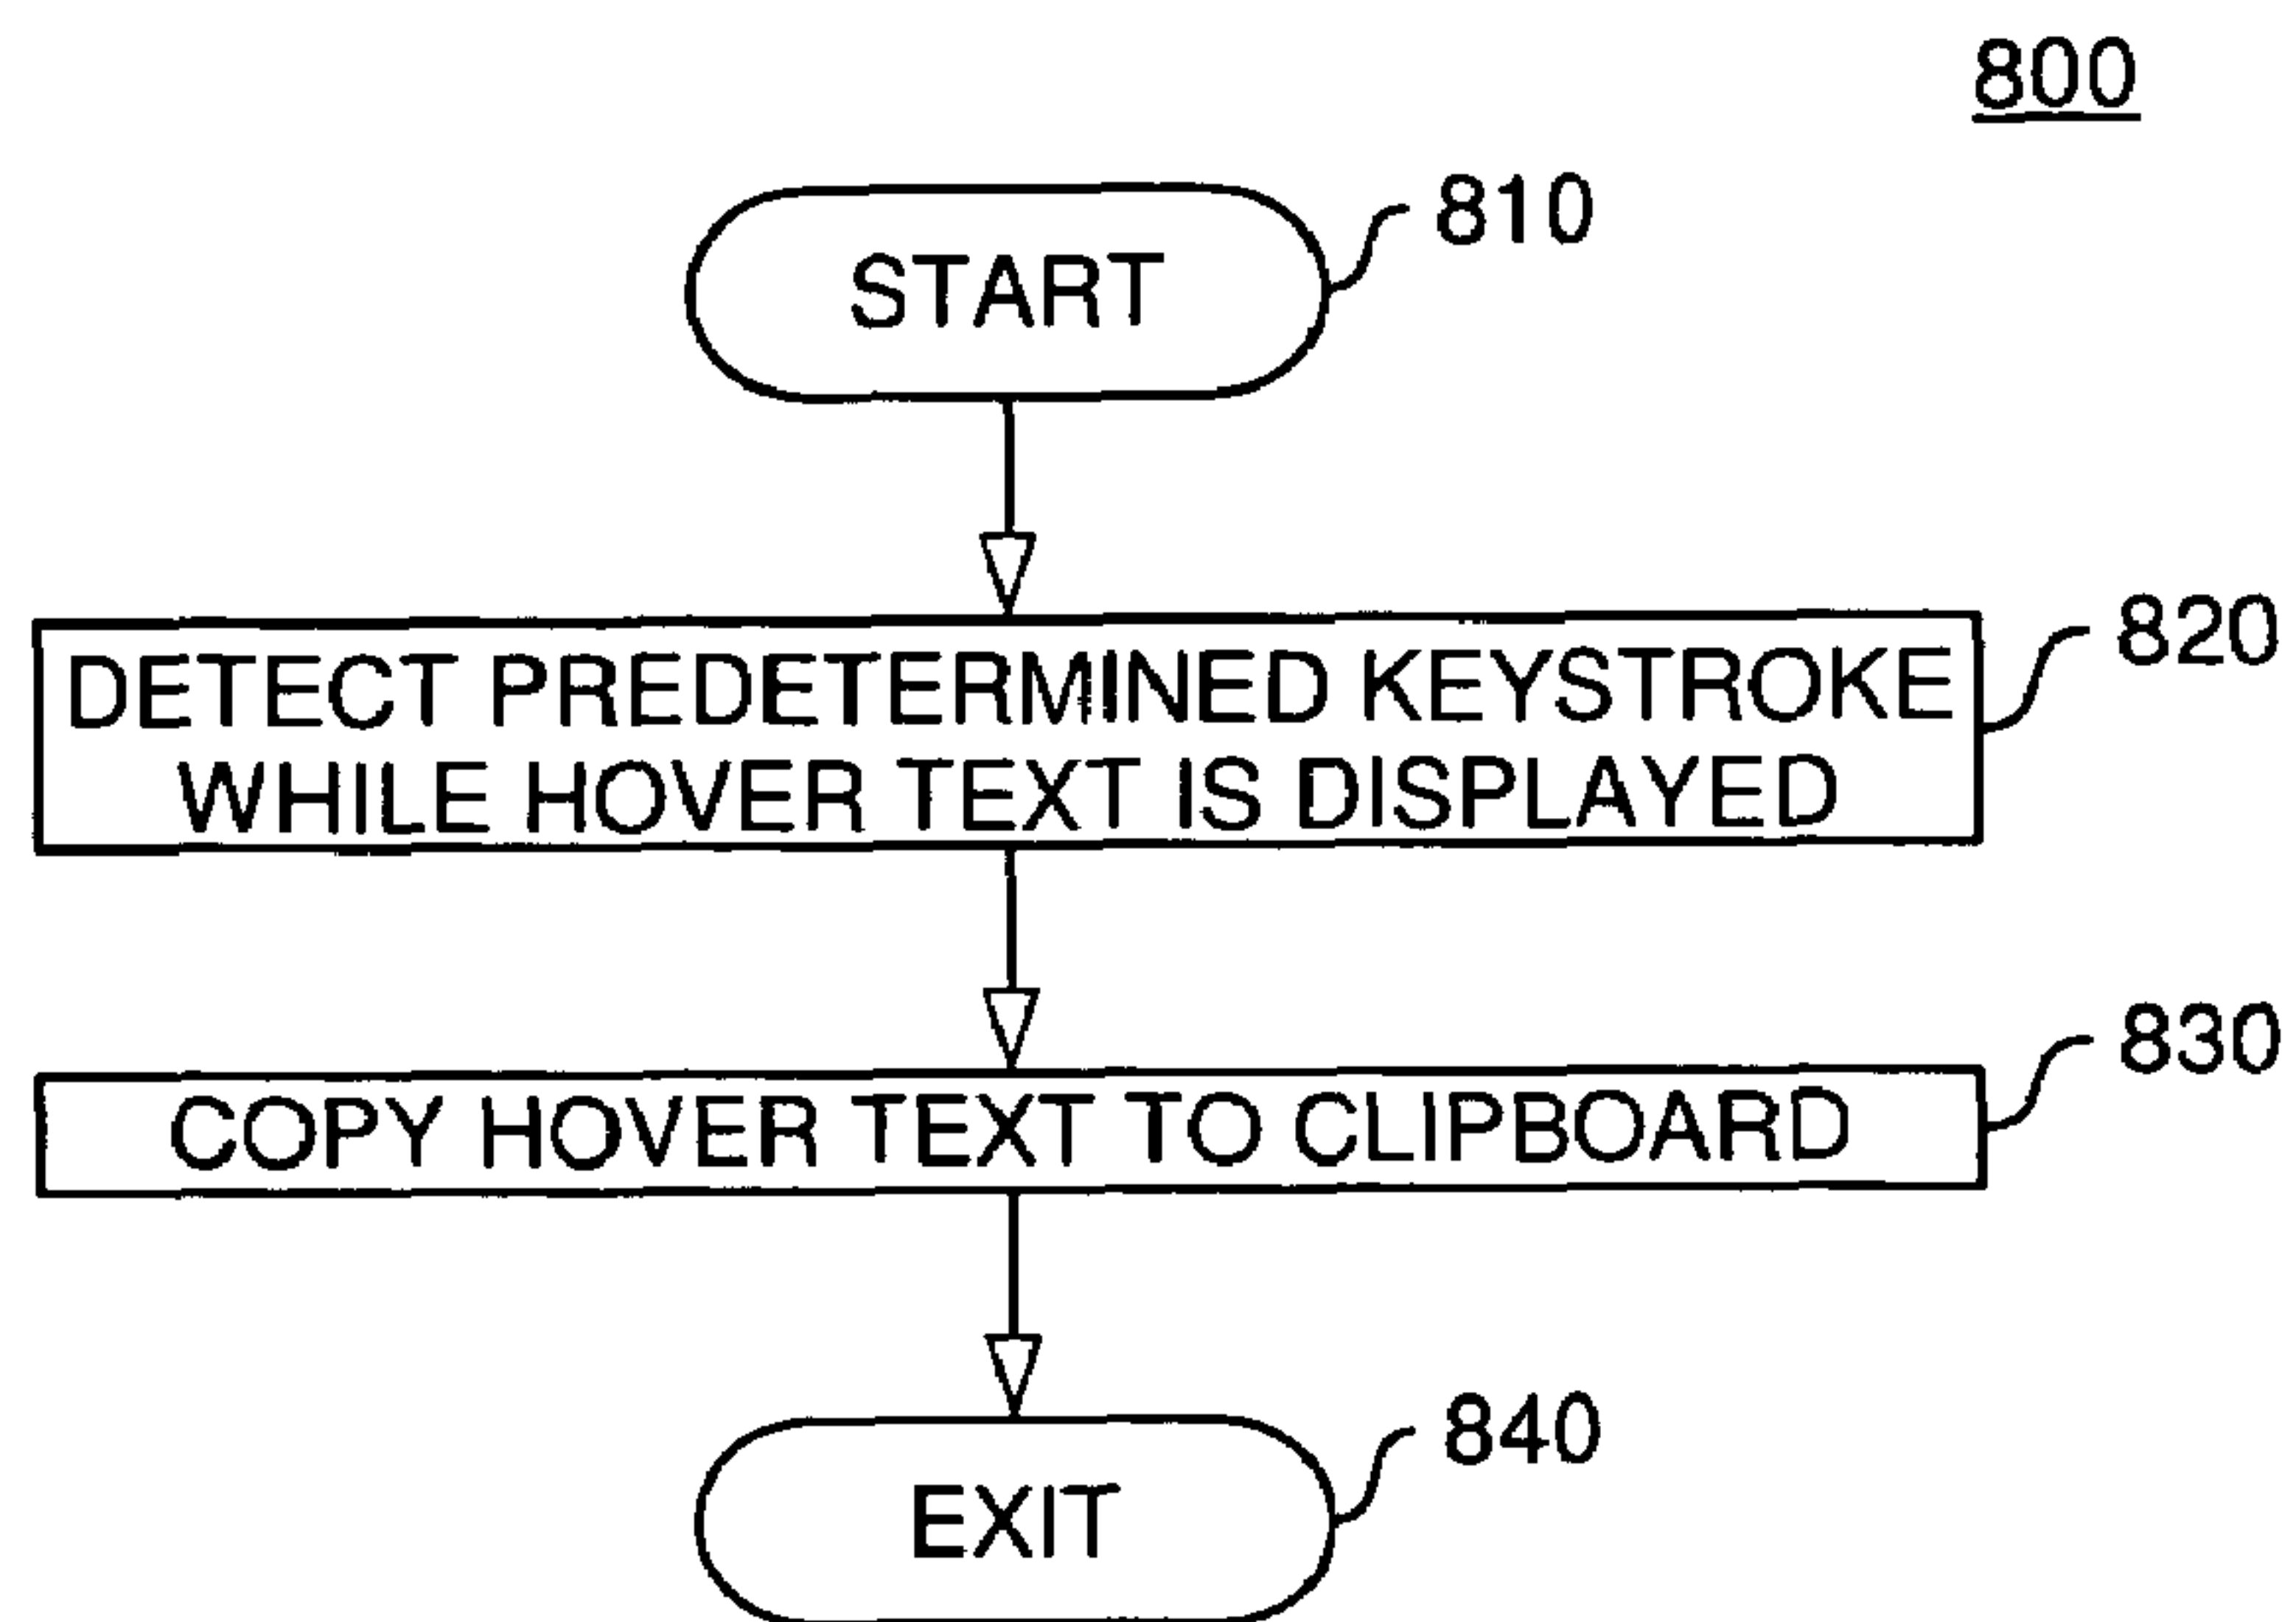 800
810
START
820
DETECT PREDETERMINED KEYSTROKE
WHILE HOVER TEXT IS DISPLAYED
830
COPY HOVER TEXT TO CLIPBOARD
840
EXIT